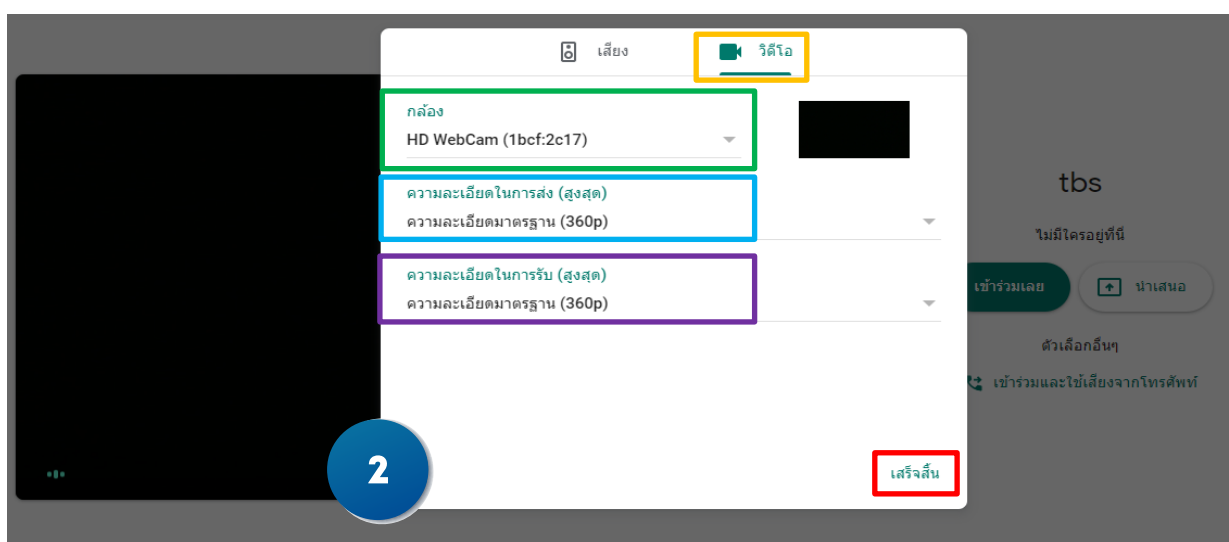 เสียง
วิดีโอ
กล้อง
HD WebCam (1bcf:2c17)
ความละเอียดในการส่ง (สูงสุด)
ความละเอียดมาตรฐาน (360p)
ความละเอียดในการรับ (สูงสุด)
ความละเอียดมาตรฐาน (360p)
เสร็จสิ้น
2
tbs
ไม่มีใครอยู่ที่นี่
เข้าร่วมเลย
นำเสนอ
ตัวเลือกอื่นๆ
เข้าร่วมและใช้เสียงจากโทรศัพท์